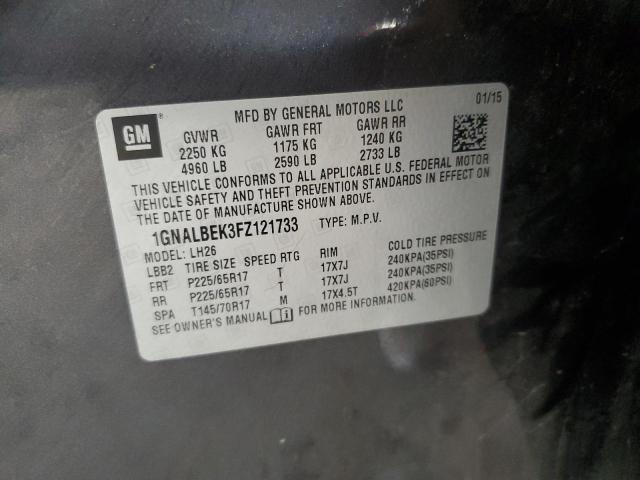 MFD BY GENERAL MOTORS LLC 01/15
GM
GVWR GAWR FRT GAWR RR
2250 KG 1175 KG 1240 KG
4960 LB 2590 LB 2733 LB
THIS VEHICLE CONFORMS TO ALL APPLICABLE U.S. FEDERAL MOTOR
VEHICLE SAFETY AND THEFT PREVENTION STANDARDS IN EFFECT ON
THE DATE OF MANUFACTURE SHOWN ABOVE.
1GNALBEK3FZ121733 TYPE: M.P.V.
MODEL: LH26
LBB2 TIRE SIZE SPEED RTG RIM COLD TIRE PRESSURE
FRT P225/65R17 T 17X7J 240KPA(35PSI)
RR P225/65R17 T 17X7J 240KPA(35PSI)
SPA T145/70R17 M 17X4.5T 420KPA(60PSI)
SEE OWNER'S MANUAL FOR MORE INFORMATION.